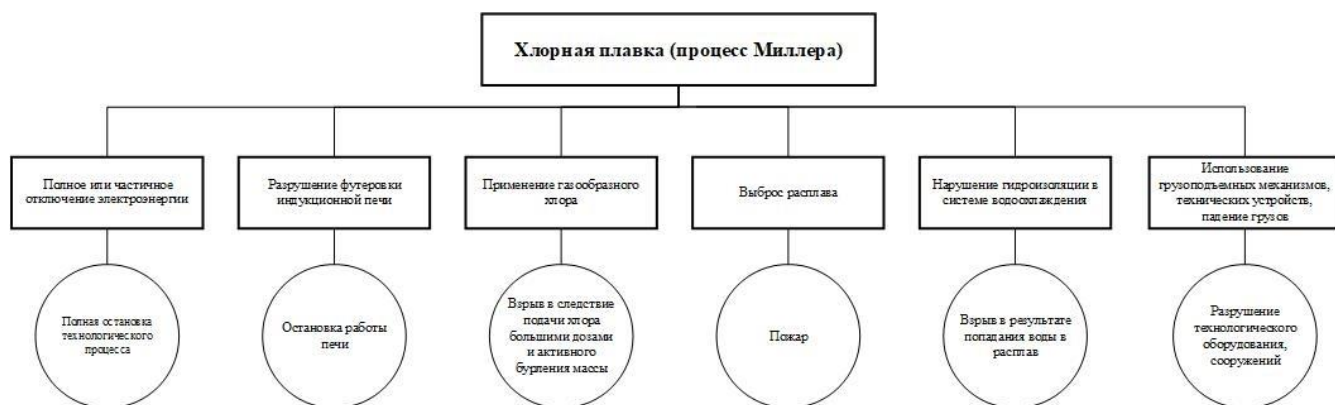 Хлорная плавка (процесс Миллера)
Полное или частичное
отключение электроэнергии
Разрушение футеровки
индукционной печи
Применение газообразного
хлора
Выброс расплава
Нарушение гидроизоляции в
системе водоохлаждения
Использование
грузоподъемных механизмов,
технических устройств,
падение грузов
Полная остановка
технологического
процесса
Остановка работы
печи
Взрыв в следствие
подачи хлора
большими дозами
и активного
бурления массы
Пожар
Взрыв в результате
попадания воды в
расплав
Разрушение
технологического
оборудования,
сооружений